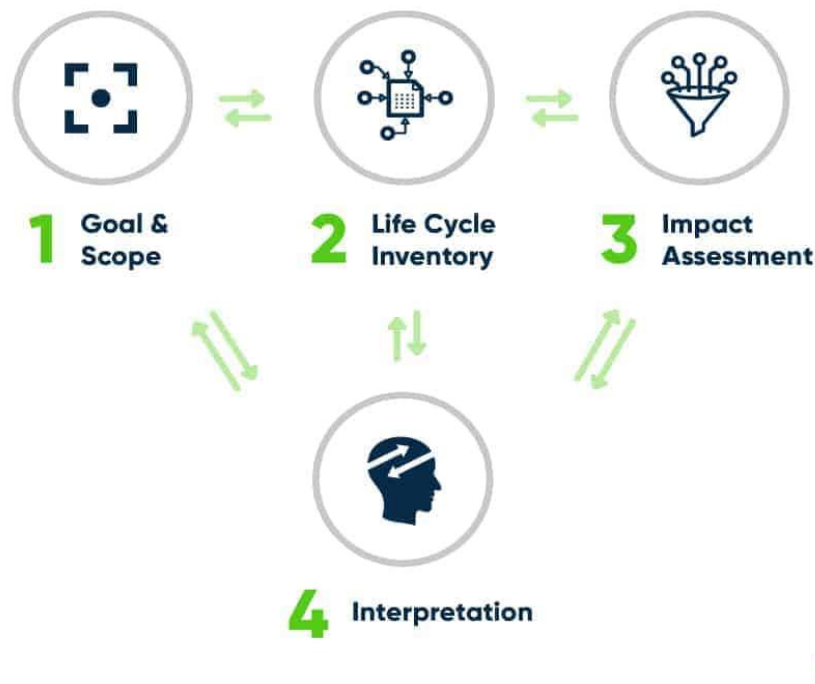 1 Goal &
Scope
2 Life Cycle
Inventory
3 Impact
Assessment
4 Interpretation